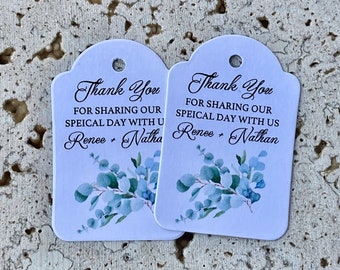 Thank You
FOR SHARING OUR
SPEICAL DAY WITH US
Renee + Nathan
Thank You
FOR SHARING OUR
SPEICAL DAY WITH US
Renee + Nathan